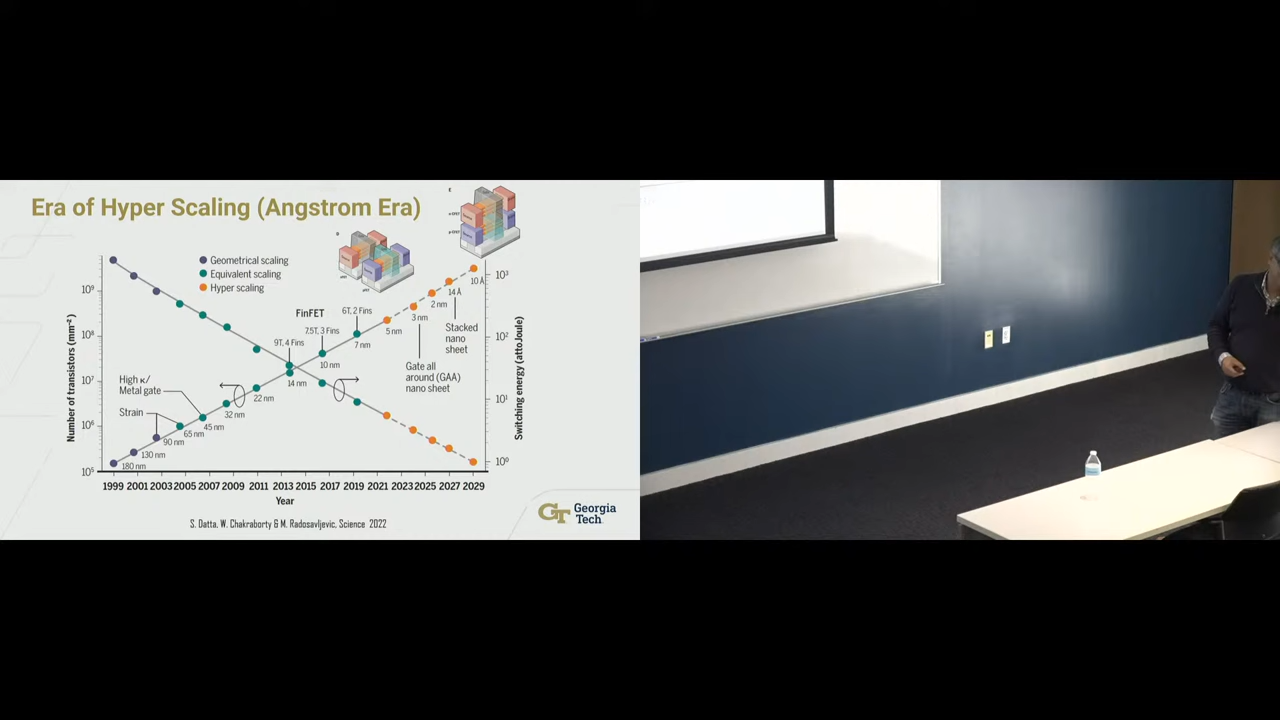 Era of Hyper Scaling (Angstrom Era)
Geometrical scaling
Equivalent scaling
Hyper scaling
Number of transistors (mm⁻²)
10⁹
10⁸
10⁷
10⁶
10⁵
Switching energy (attoJoule)
10³
10²
10¹
10⁰
High κ/
Metal gate
Strain
180 nm
130 nm
90 nm
65 nm
45 nm
32 nm
22 nm
FinFET
9T, 4 Fins
14 nm
7.5T, 3 Fins
10 nm
6T, 2 Fins
7 nm
5 nm
3 nm
2 nm
14 Å
10 Å
Gate all
around (GAA)
nano sheet
Stacked
nano
sheet
1999 2001 2003 2005 2007 2009 2011 2013 2015 2017 2019 2021 2023 2025 2027 2029
Year
S. Datta, W. Chakraborty & M. Radosavljevic, Science 2022
GT Georgia
Tech